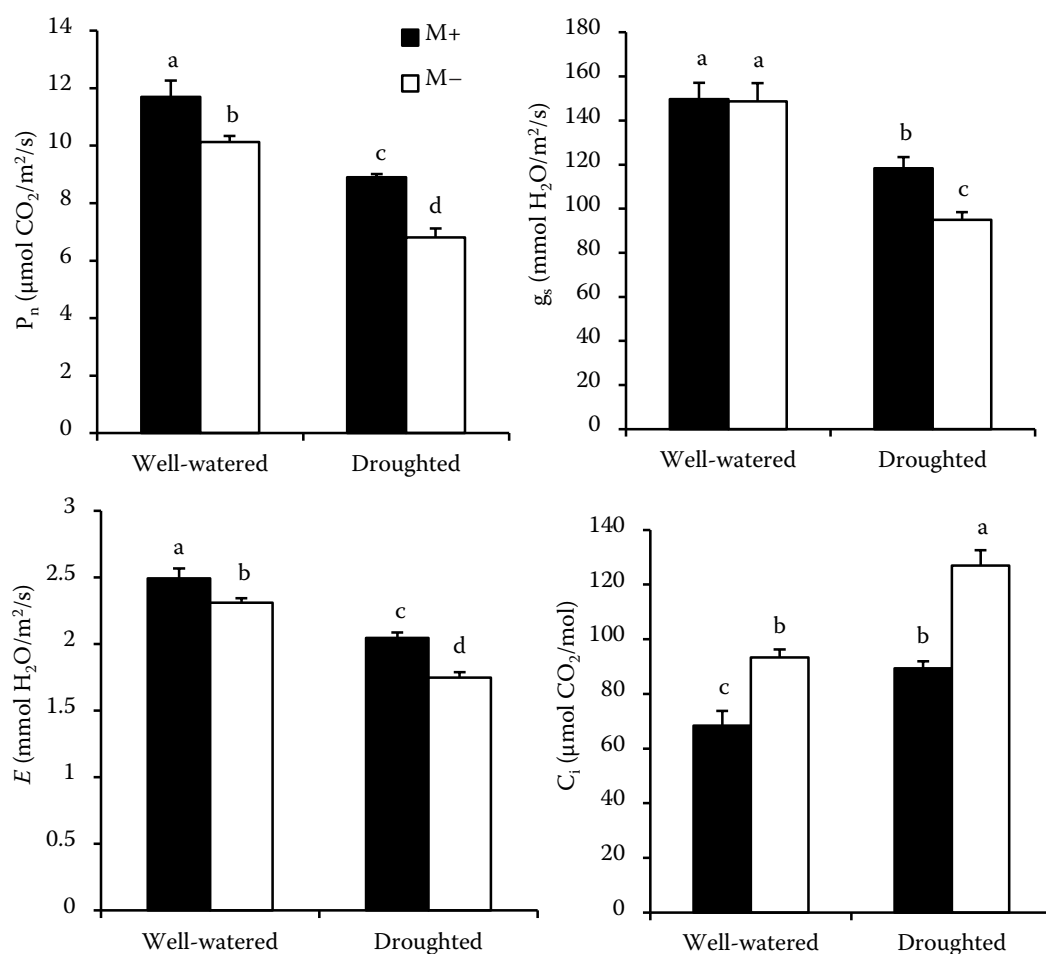 14
12
10
8
6
4
2
0
P_n (µmol CO₂/m²/s)
a
b
c
d
M+
M−
Well-watered
Droughted
180
160
140
120
100
80
60
40
20
0
g_s (mmol H₂O/m²/s)
a
a
b
c
Well-watered
Droughted
3
2.5
2
1.5
1
0.5
0
E (mmol H₂O/m²/s)
a
b
c
d
Well-watered
Droughted
140
120
100
80
60
40
20
0
C_i (µmol CO₂/mol)
c
b
b
a
Well-watered
Droughted